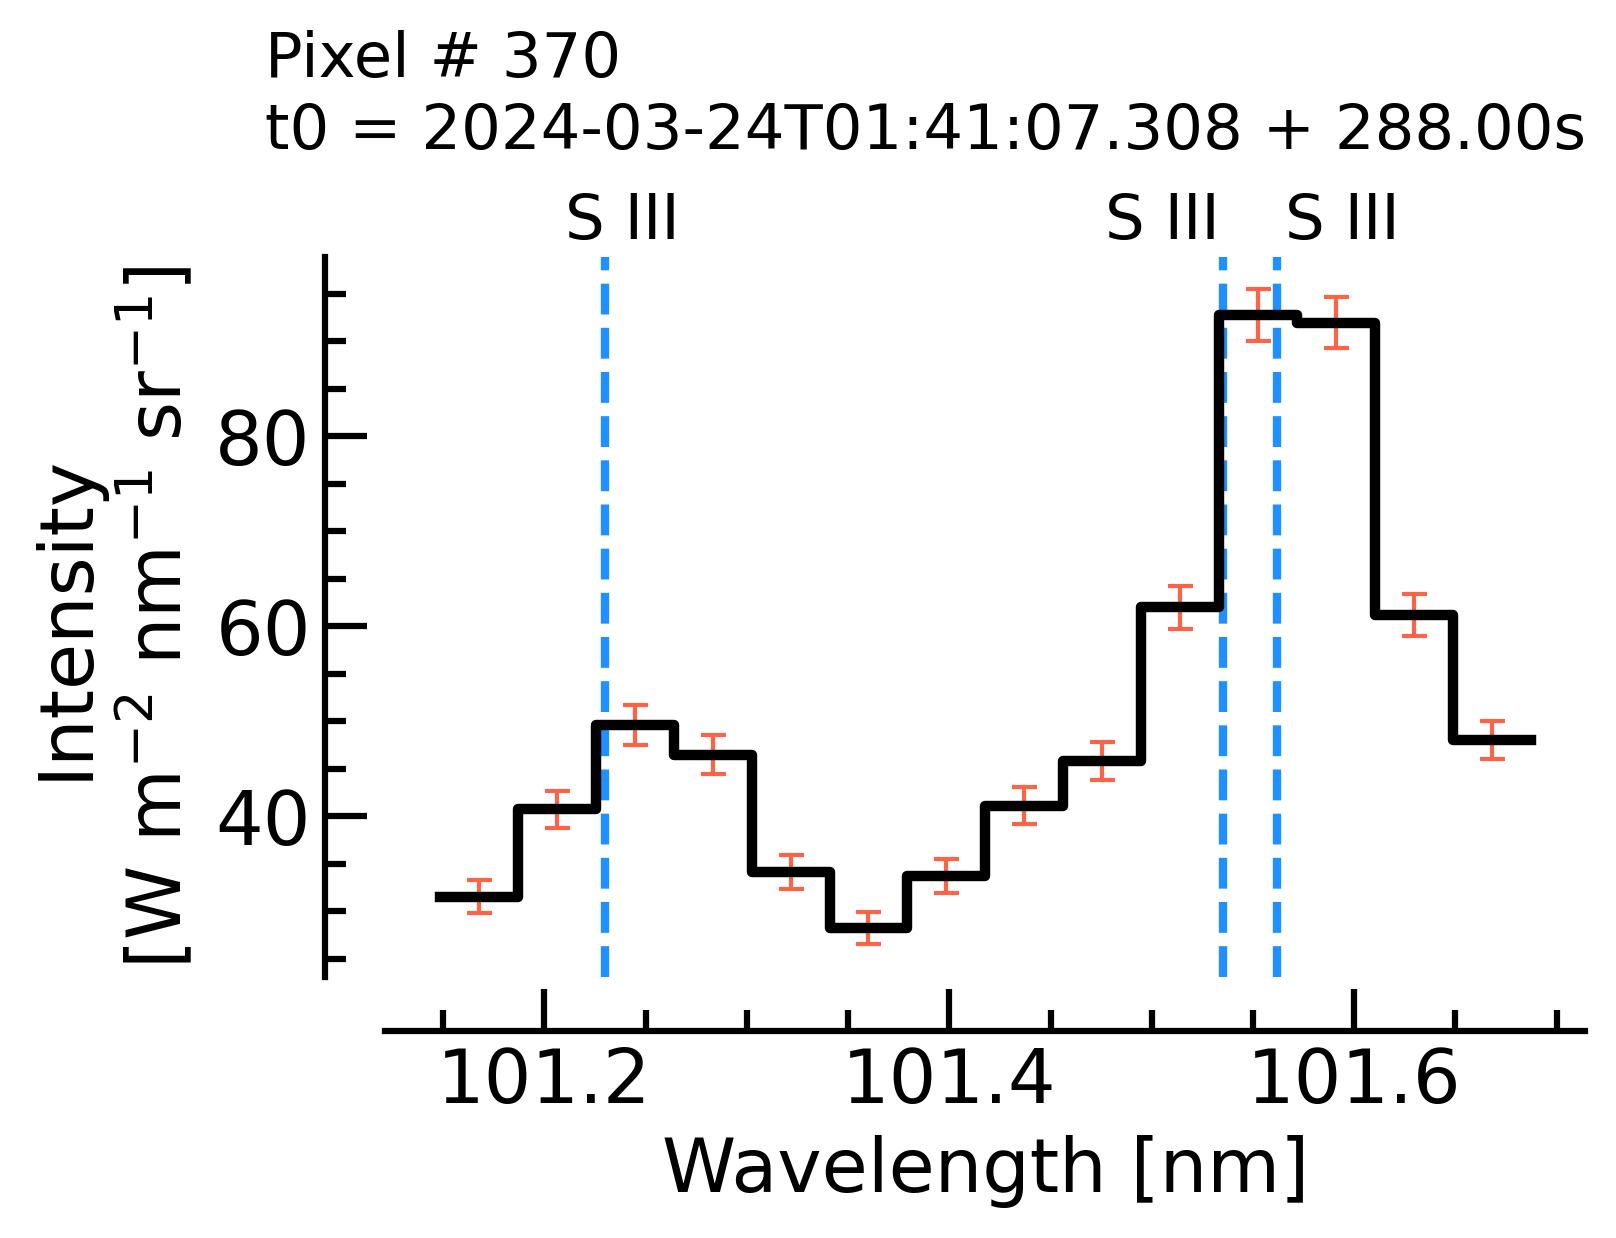 Pixel # 370
t0 = 2024-03-24T01:41:07.308 + 288.00s
S III S III S III
Intensity
[W m⁻² nm⁻¹ sr⁻¹]
80
60
40
101.2 101.4 101.6
Wavelength [nm]